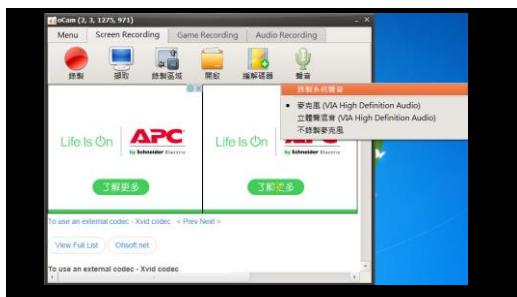 oCam (2, 3, 1275, 971)
Menu Screen Recording Game Recording Audio Recording
錄製 擷取 錄製區域 開啟 編解碼器 聲音
錄製系統聲音
麥克風 (VIA High Definition Audio)
立體聲混音 (VIA High Definition Audio)
不錄製麥克風
Life Is On APC Life Is On APC
by Schneider Electric
了解更多 了解更多
To use an external codec - Xvid codec < Prev Next >
View Full List Ohsoft.net
To use an external codec - Xvid codec